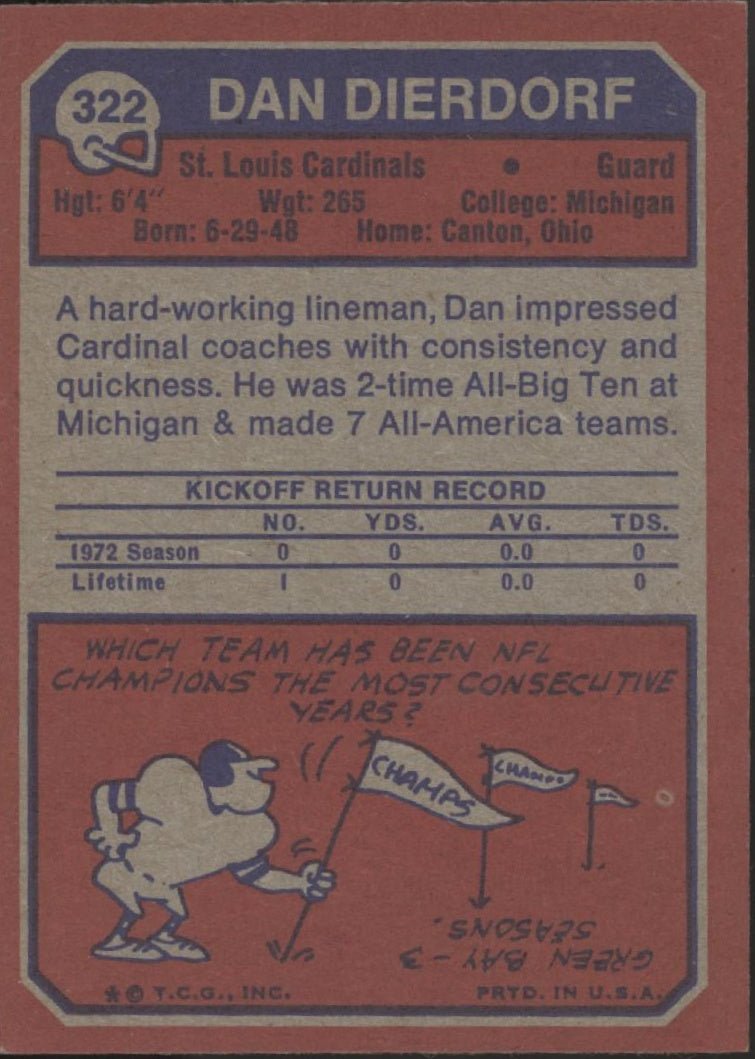 322
DAN DIERDORF
St. Louis Cardinals • Guard
Hgt: 6'4" Wgt: 265 College: Michigan
Born: 6-29-48 Home: Canton, Ohio
A hard-working lineman, Dan impressed
Cardinal coaches with consistency and
quickness. He was 2-time All-Big Ten at
Michigan & made 7 All-America teams.
KICKOFF RETURN RECORD
NO. YDS. AVG. TDS.
1972 Season 0 0 0.0 0
Lifetime 1 0 0.0 0
WHICH TEAM HAS BEEN NFL
CHAMPIONS THE MOST CONSECUTIVE
YEARS?
CHAMPS
CHAMPS
GREEN BAY - 3
SEASONS.
* © T.C.G., INC. PRTD. IN U.S.A.